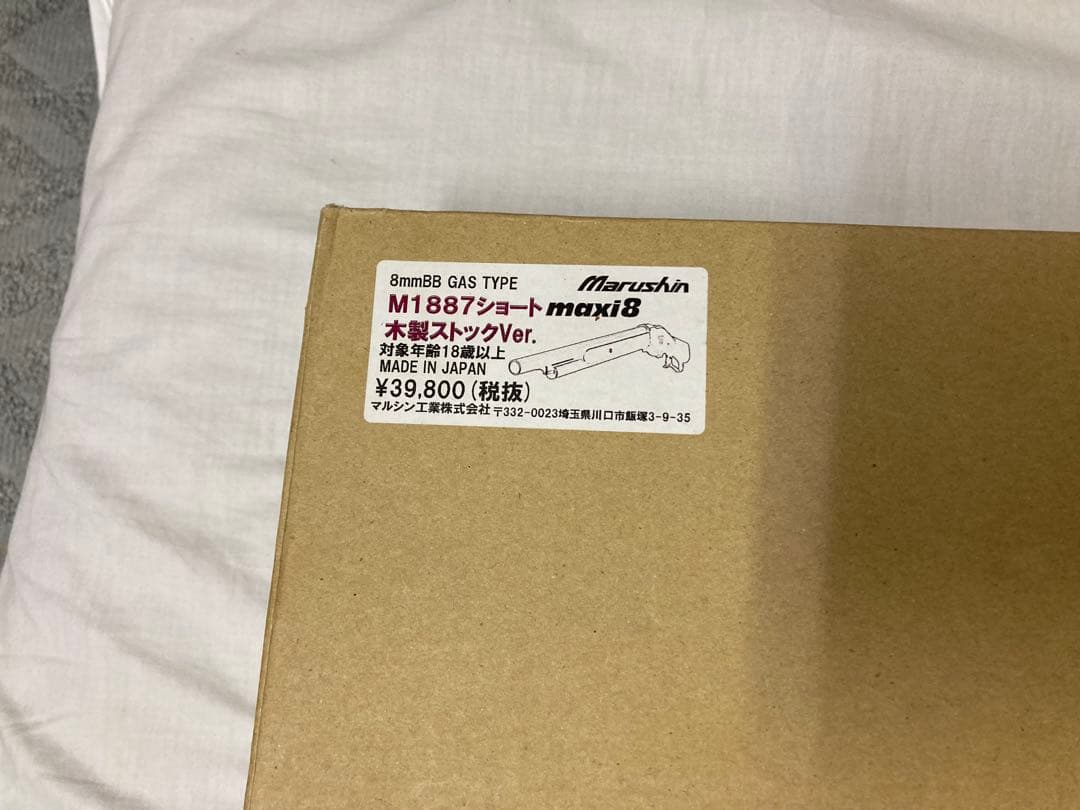 8mmBB GAS TYPE Marushin
M1887ショート maxi8
木製ストックVer.
対象年齢18歳以上
MADE IN JAPAN
¥39,800(税抜)
マルシン工業株式会社 〒332-0023埼玉県川口市飯塚3-9-35